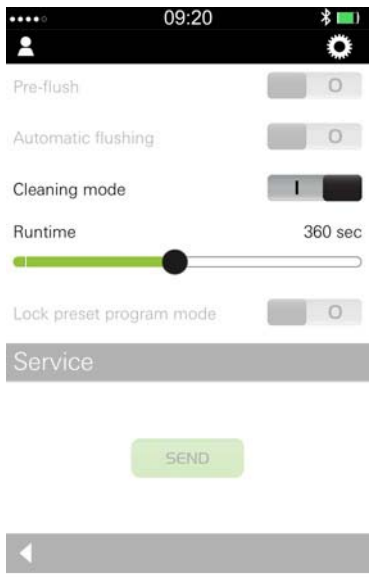 09:20
Pre-flush O
Automatic flushing O
Cleaning mode I
Runtime 360 sec
Lock preset program mode O
Service
SEND